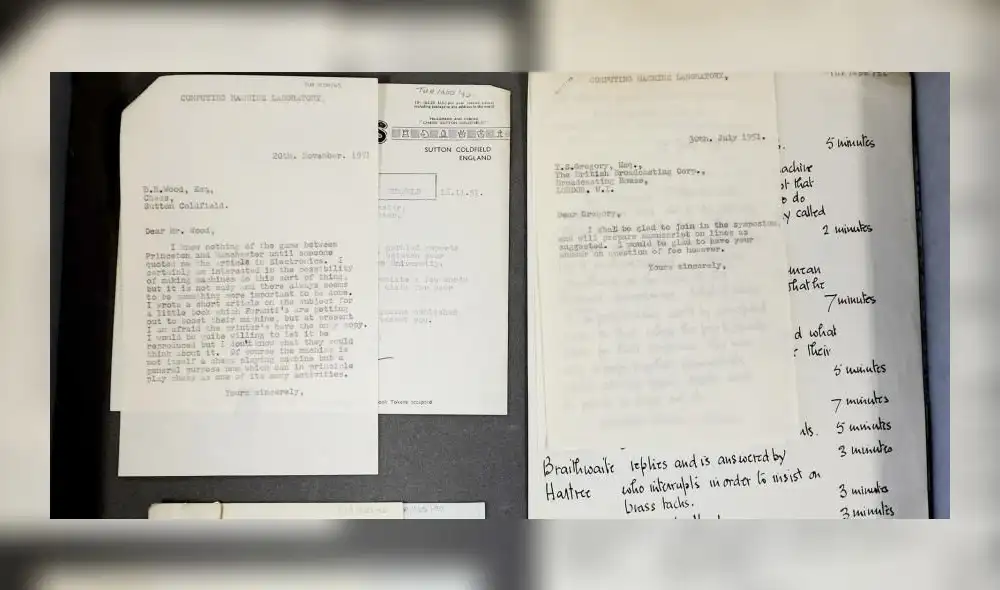 COMPUTING MACHINE LABORATORY,
20th. November. 1951
B.H.Wood, Esq,
Chess,
Sutton Coldfield.
Dear Mr. Wood,
I knew nothing of the game between
Princeton and Manchester until someone
quoted me the article in Electronics. I
certainly am interested in the possibility
of making machines do this sort of thing,
but it is not easy and there always seems
to be something more important to be done.
I wrote a short article on the subject for
a little book which Feranti's are getting
out to boost their machine, but at present
I am afraid the printer's have the only copy.
I would be quite willing to let it be
reproduced but I don't know what they would
think about it. Of course the machine is
not itself a chess playing machine but a
general purpose one which can in principle
play chess as one of its many activities.
Yours sincerely,
SUTTON COLDFIELD
ENGLAND
COMPUTING MACHINE LABORATORY,
30th. July 1951.
T.S.Gregory, Esq.,
The British Broadcasting Corp.,
Broadcasting House,
LONDON. W.1.
Dear Gregory,
I shall be glad to join in the symposium,
and will prepare manuscript on lines as
suggested. I would be glad to have your
answer on question of fee however.
Yours sincerely,
5 minutes
achine
that
do
called
2 minutes
that he
7 minutes
d what
their
5 minutes
7 minutes
5 minutes
3 minutes
Braithwaite replies and is answered by
Hartree who interrupts in order to insist on
brass tacks.
3 minutes
3 minutes